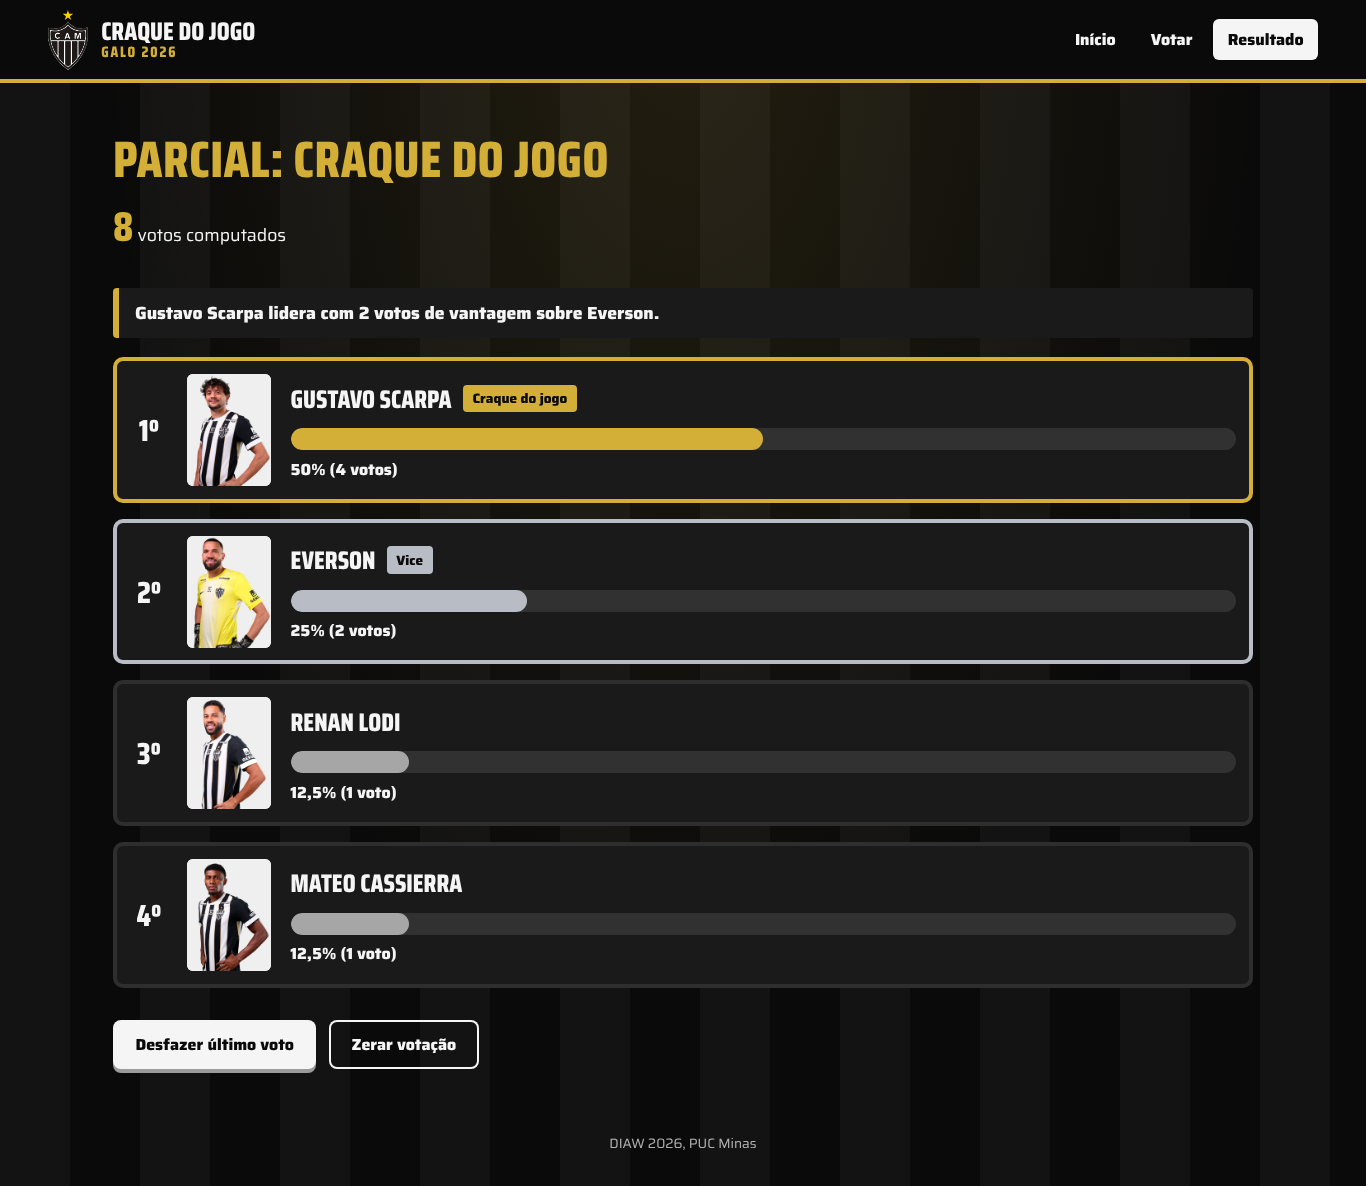 CAM
CRAQUE DO JOGO
GALO 2026
Início
Votar
Resultado
PARCIAL: CRAQUE DO JOGO
8 votos computados
Gustavo Scarpa lidera com 2 votos de vantagem sobre Everson.
1º
GUSTAVO SCARPA
Craque do jogo
50% (4 votos)
2º
EVERSON
Vice
25% (2 votos)
3º
RENAN LODI
12,5% (1 voto)
4º
MATEO CASSIERRA
12,5% (1 voto)
Desfazer último voto
Zerar votação
DIAW 2026, PUC Minas